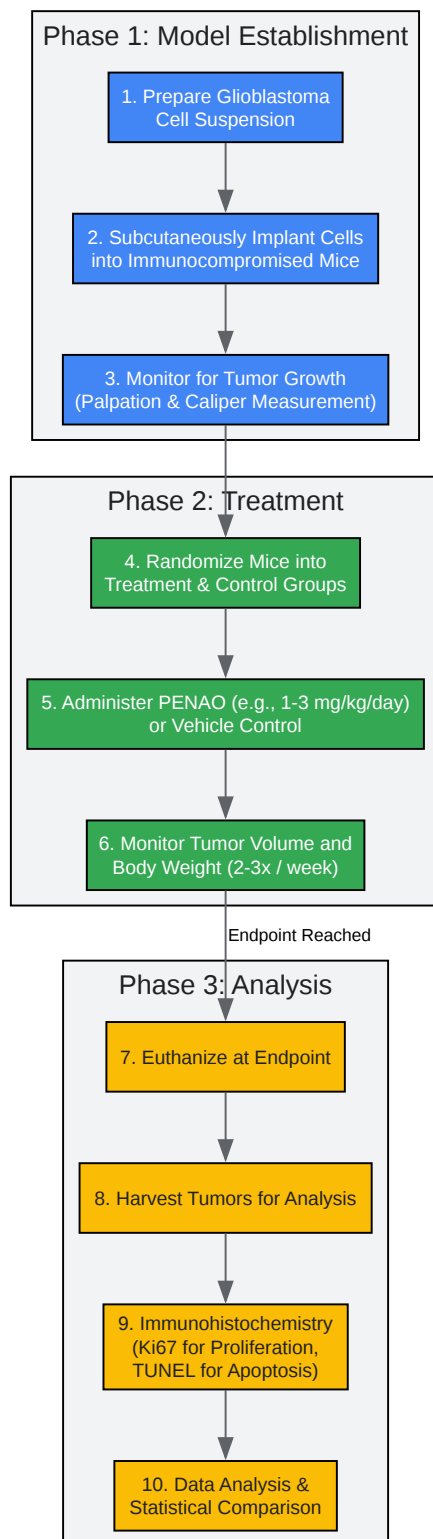 Phase 1: Model Establishment
1. Prepare Glioblastoma
Cell Suspension
2. Subcutaneously Implant Cells
into Immunocompromised Mice
3. Monitor for Tumor Growth
(Palpation & Caliper Measurement)
Phase 2: Treatment
4. Randomize Mice into
Treatment & Control Groups
5. Administer PENAO (e.g., 1-3 mg/kg/day)
or Vehicle Control
6. Monitor Tumor Volume and
Body Weight (2-3x / week)
Endpoint Reached
Phase 3: Analysis
7. Euthanize at Endpoint
8. Harvest Tumors for Analysis
9. Immunohistochemistry
(Ki67 for Proliferation,
TUNEL for Apoptosis)
10. Data Analysis &
Statistical Comparison